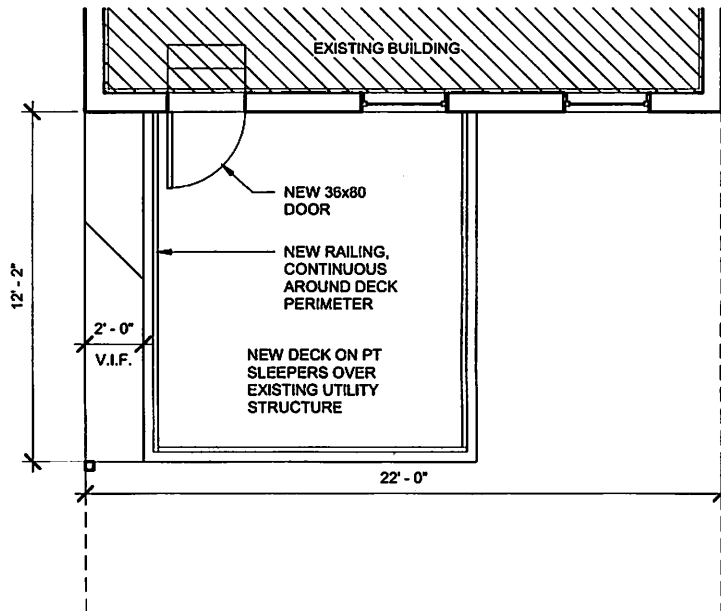 EXISTING BUILDING
NEW 36x80
DOOR
NEW RAILING,
CONTINUOUS
AROUND DECK
PERIMETER
12' - 2"
2' - 0"
V.I.F.
NEW DECK ON PT
SLEEPERS OVER
EXISTING UTILITY
STRUCTURE
22' - 0"